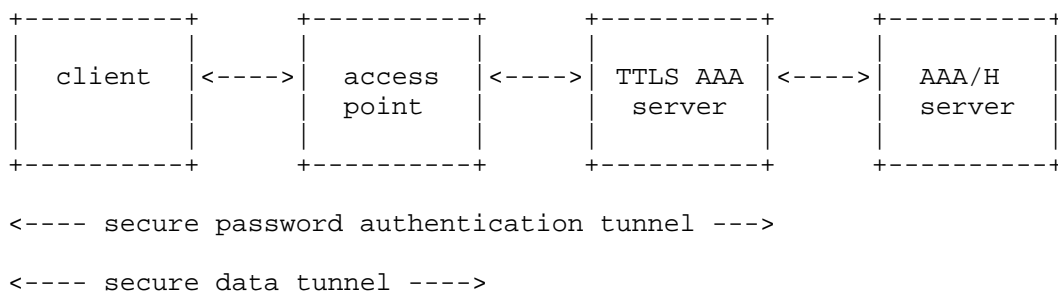 +----------+ +----------+ +----------+ +----------+
| | | | | | | |
| client |<---->| access |<---->| TTLS AAA |<---->| AAA/H |
| | | point | | server | | server |
| | | | | | | |
+----------+ +----------+ +----------+ +----------+
<---- secure password authentication tunnel --->
<---- secure data tunnel ---->